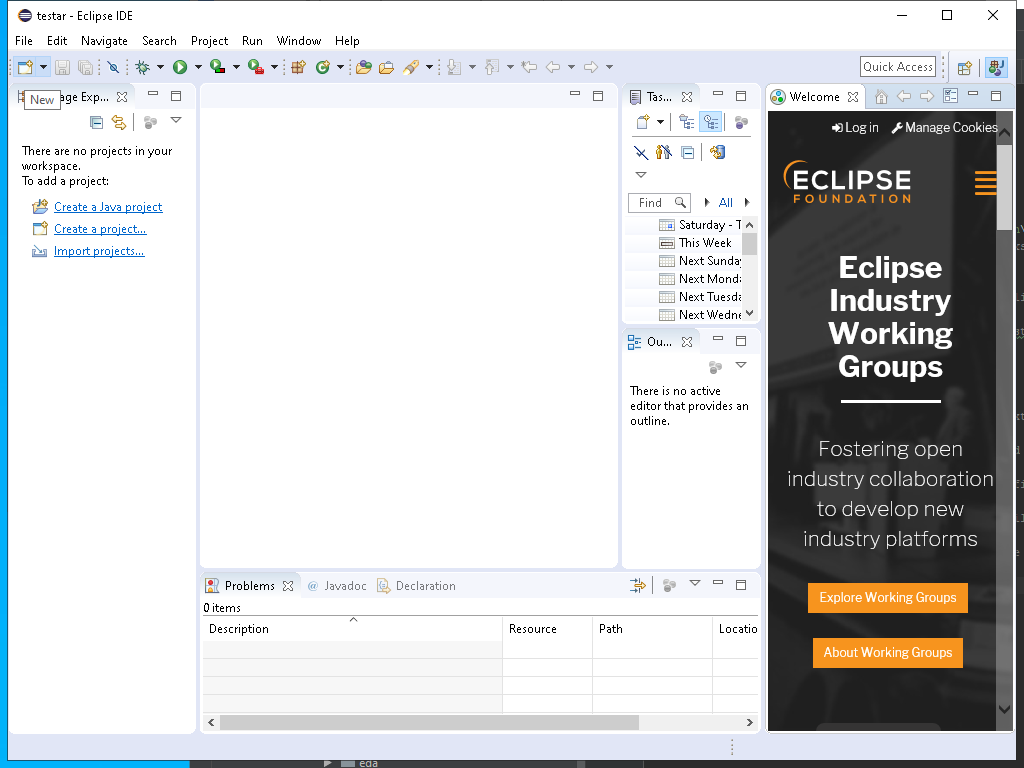 testar - Eclipse IDE
File Edit Navigate Search Project Run Window Help
Quick Access
New
age Exp...
There are no projects in your
workspace.
To add a project:
Create a Java project
Create a project...
Import projects...
Tas...
Find
All
Saturday - T
This Week
Next Sunday
Next Monda
Next Tuesda
Next Wedne
Ou...
There is no active
editor that provides an
outline.
Welcome
Log in Manage Cookies
ECLIPSE
FOUNDATION
Eclipse
Industry
Working
Groups
Fostering open
industry collaboration
to develop new
industry platforms
Explore Working Groups
About Working Groups
Problems @ Javadoc Declaration
0 items
Description Resource Path Locatio
eda